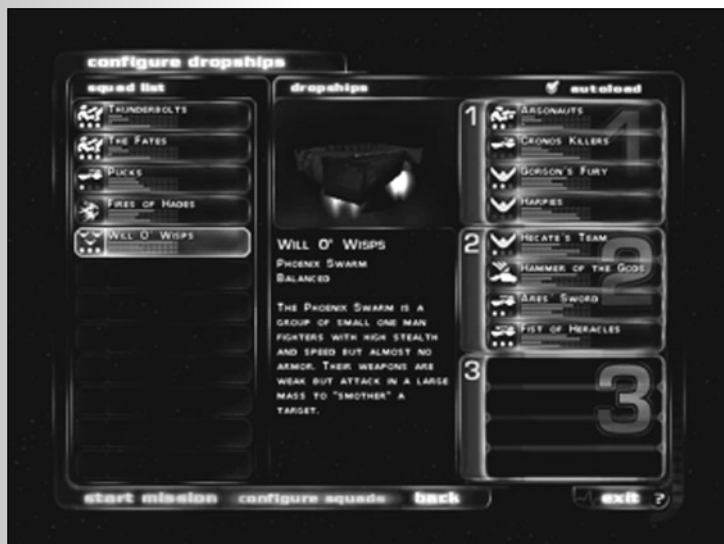 configure dropships
squad list
Thunderbolts
The Fates
Pucks
Fires of Hades
Will O' Wisps
dropships
Will O' Wisps
Phoenix Swarm
Balanced
The Phoenix Swarm is a
group of small one man
fighters with high stealth
and speed but almost no
armor. Their weapons are
weak but attack in a large
mass to "smother" a
target.
autoload
1
Argonauts
Cronos Killers
Gorgon's Fury
Harpies
1
2
Hecate's Team
Hammer of the Gods
Ares' Sword
Fist of Heracles
2
3
3
start mission configure squads back
exit ?